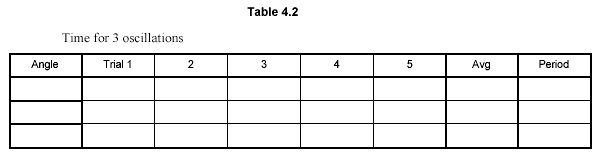 Table 4.2
Time for 3 oscillations
Angle Trial 1 2 3 4 5 Avg Period